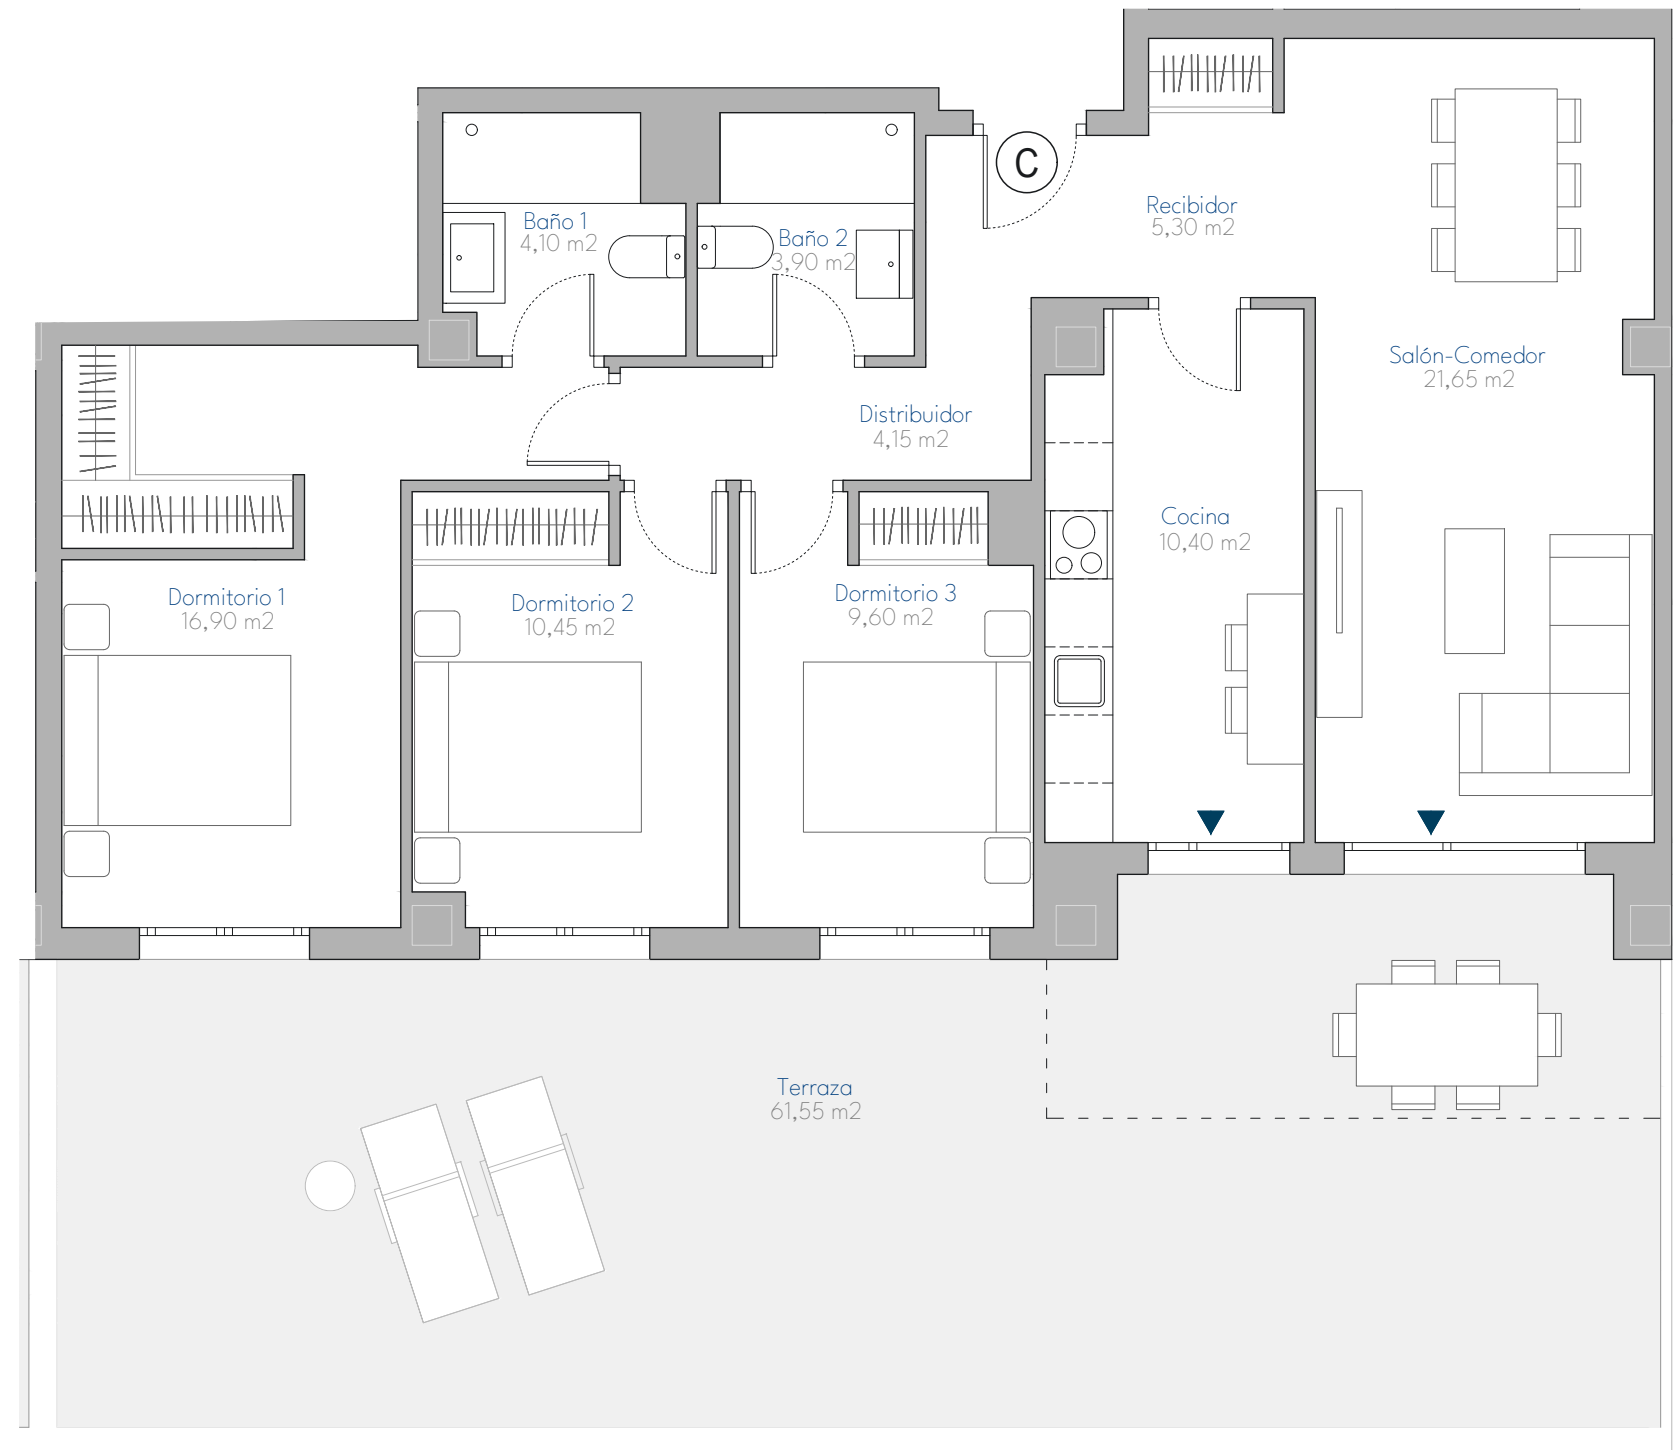 C
Recibidor
5,30 m2
Baño 1
4,10 m2
Baño 2
3,90 m2
Salón-Comedor
21,65 m2
Distribuidor
4,15 m2
Cocina
10,40 m2
Dormitorio 1
16,90 m2
Dormitorio 2
10,45 m2
Dormitorio 3
9,60 m2
Terraza
61,55 m2